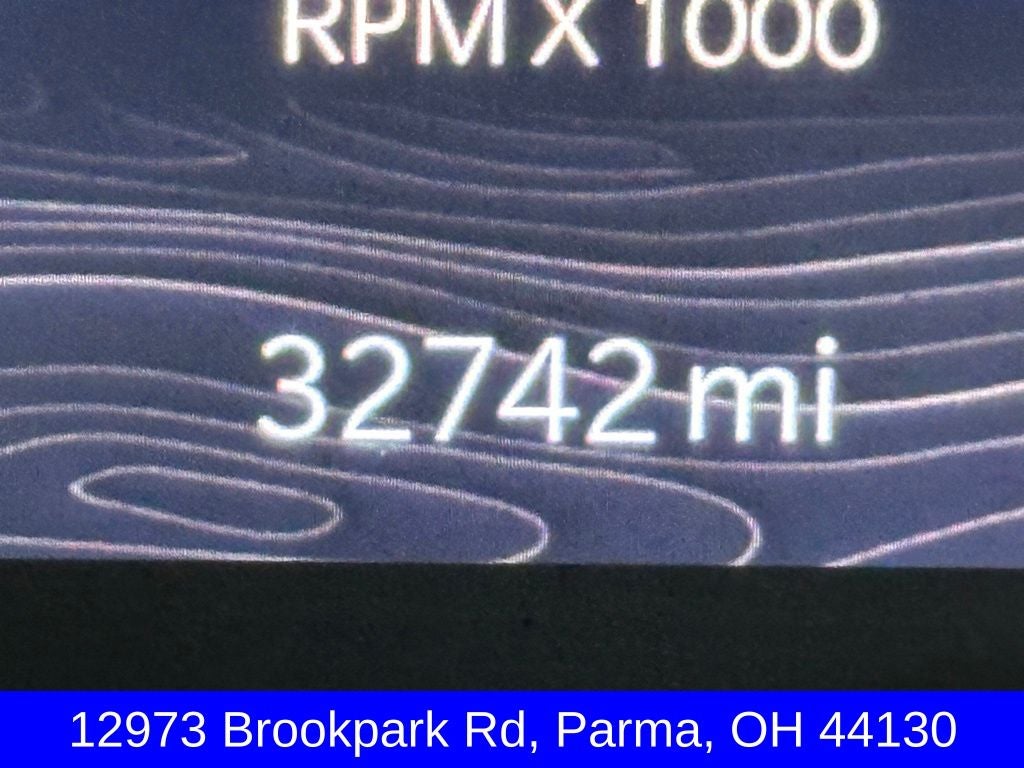 RPM X 1000
32742 mi
12973 Brookpark Rd, Parma, OH 44130